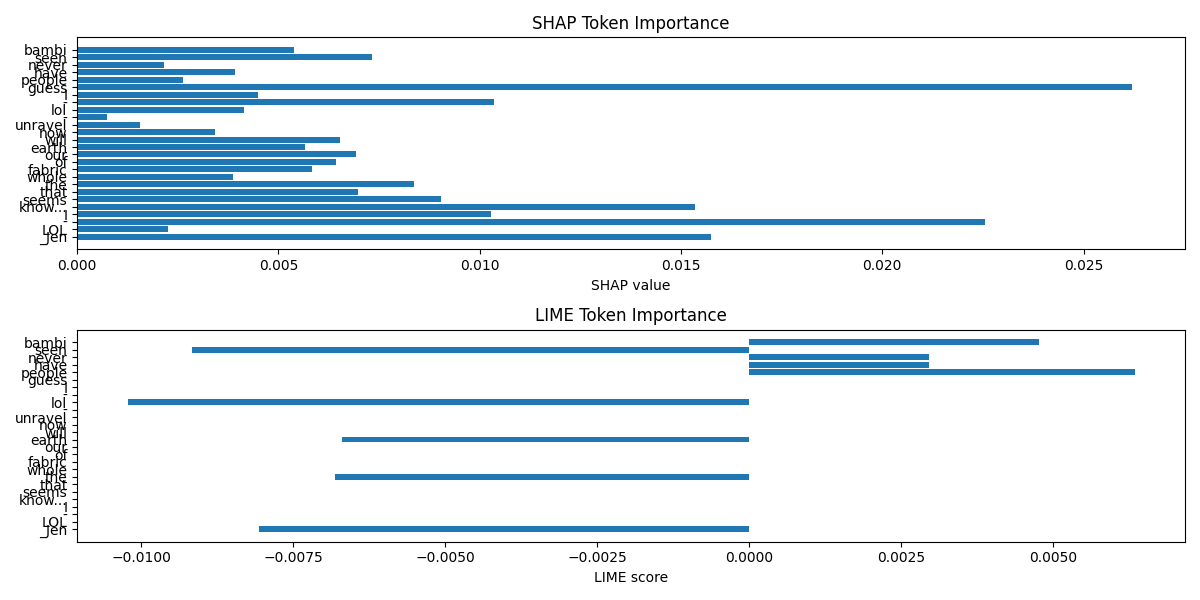 SHAP Token Importance
bambi
seen
never
have
people
guess
I
-
lol
-
unravel
now
will
earth
our
of
fabric
whole
the
that
seems
know...
I
-
LOL
_jen
0.000 0.005 0.010 0.015 0.020 0.025
SHAP value
LIME Token Importance
bambi
seen
never
have
people
guess
I
-
lol
-
unravel
now
will
earth
our
of
fabric
whole
the
that
seems
know...
I
-
LOL
_jen
−0.0100 −0.0075 −0.0050 −0.0025 0.0000 0.0025 0.0050
LIME score